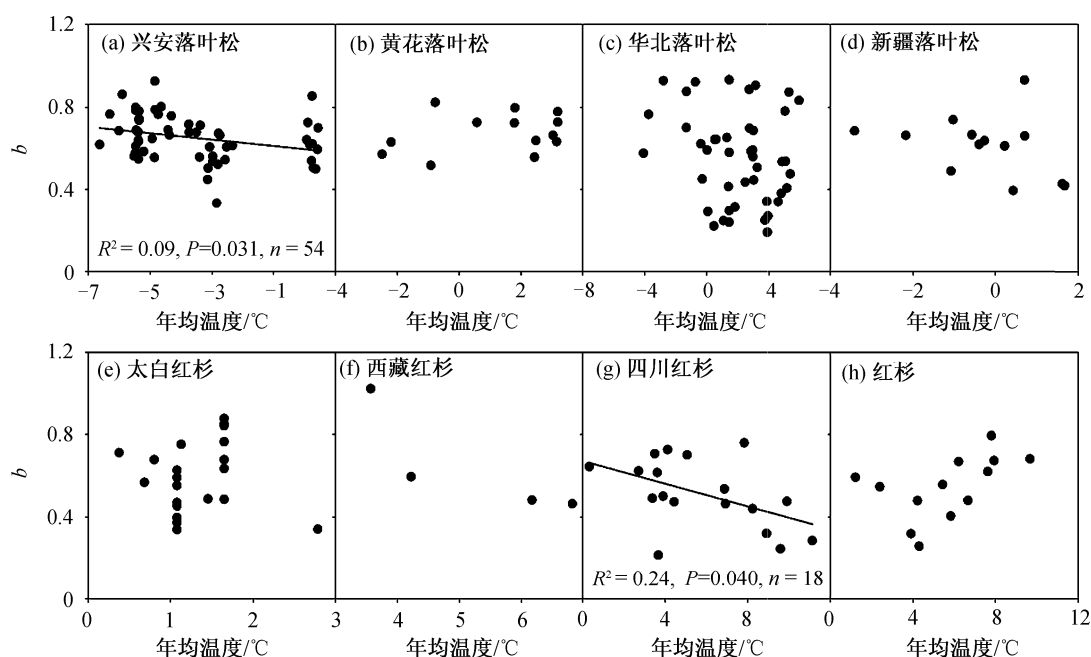 1.2
(a) 兴安落叶松
(b) 黄花落叶松
(c) 华北落叶松
(d) 新疆落叶松
0.8
b
0.4
R² = 0.09, P=0.031, n = 54
0
−7 −5 −3 −1 −4 0 2 −8 0 4 −4 0 2
年均温度/℃ 年均温度/℃ 年均温度/℃ 年均温度/℃
1.2
(e) 太白红杉
(f) 西藏红杉
(g) 四川红杉
(h) 红杉
0.8
b
0.4
R² = 0.24, P=0.040, n = 18
0
0 1 2 4 5 6 0 4 8 0 4 8 12
年均温度/℃ 年均温度/℃ 年均温度/℃ 年均温度/℃